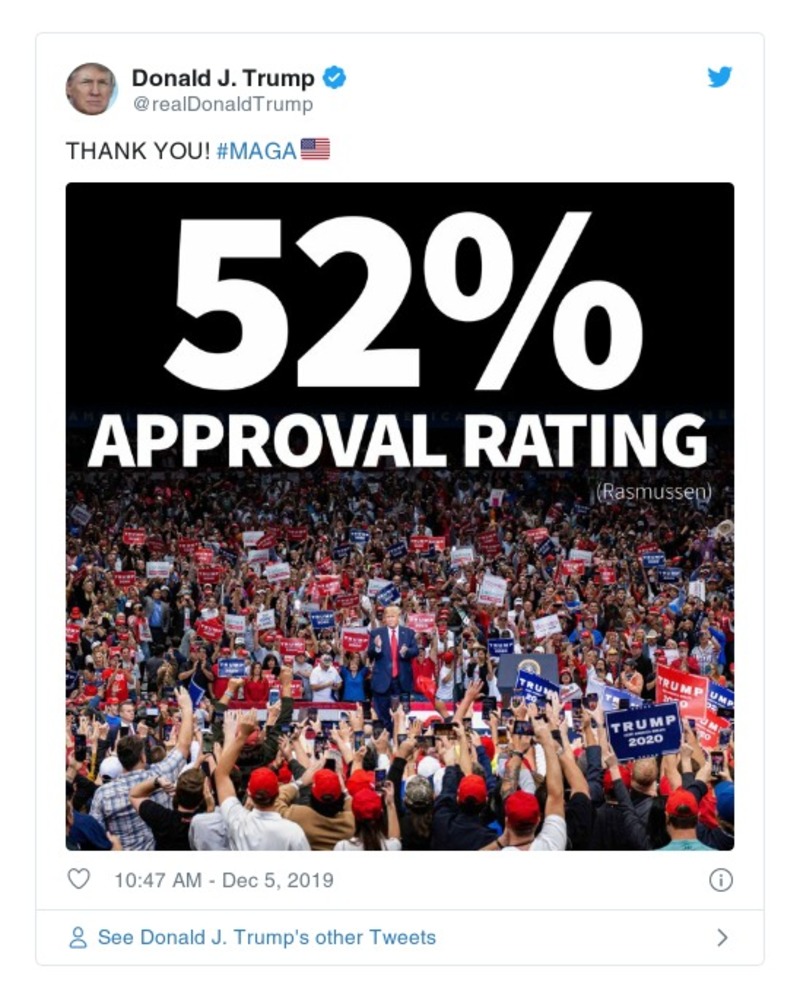 Donald J. Trump
@realDonaldTrump
THANK YOU! #MAGA🇺🇸
52%
APPROVAL RATING
(Rasmussen)
TRUMP
TRUMP
TRUMP
2020
10:47 AM - Dec 5, 2019
See Donald J. Trump's other Tweets